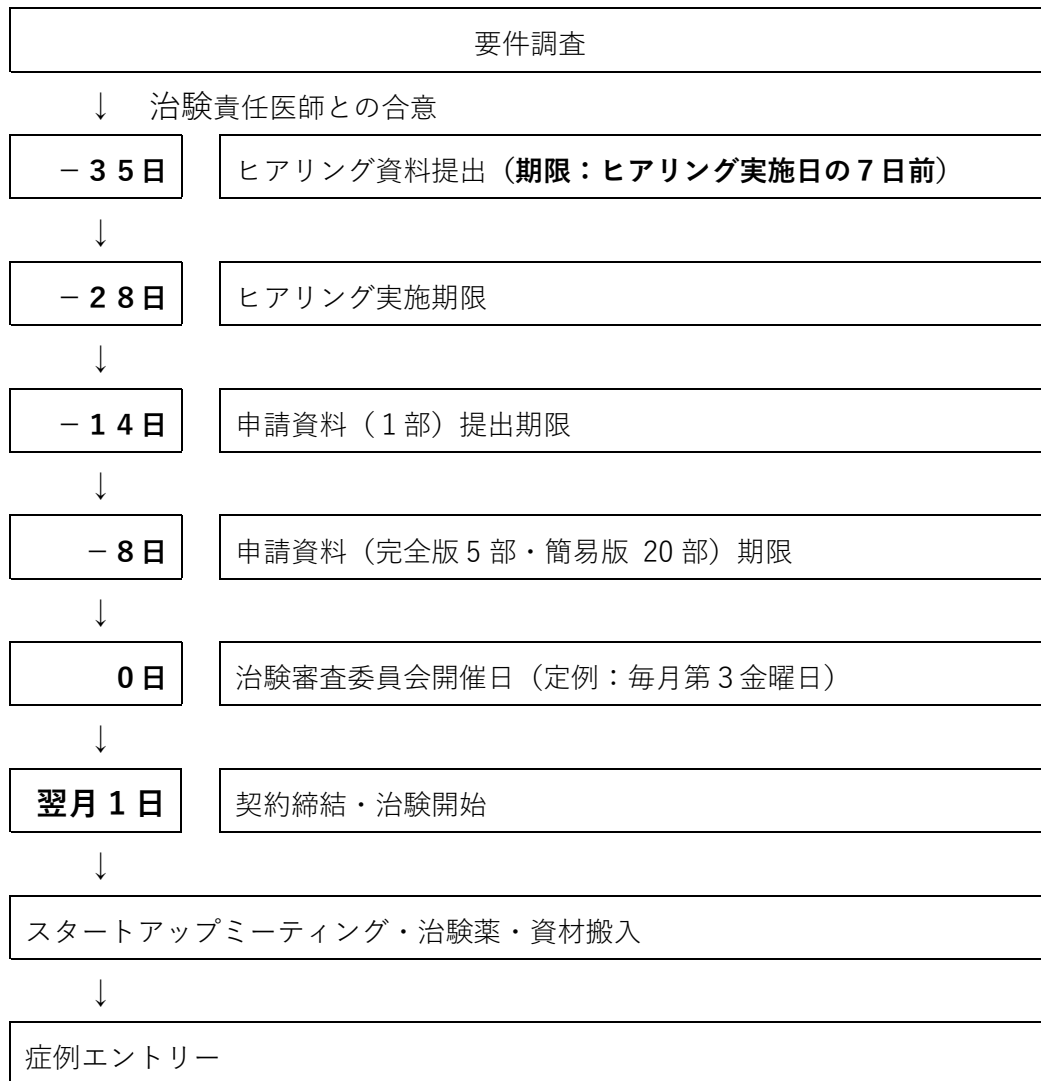 要件調査
↓ 治験責任医師との合意
－３５日 ヒアリング資料提出（期限：ヒアリング実施日の７日前）
↓
－２８日 ヒアリング実施期限
↓
－１４日 申請資料（１部）提出期限
↓
－８日 申請資料（完全版５部・簡易版 20 部）期限
↓
０日 治験審査委員会開催日（定例：毎月第３金曜日）
↓
翌月１日 契約締結・治験開始
↓
スタートアップミーティング・治験薬・資材搬入
↓
症例エントリー